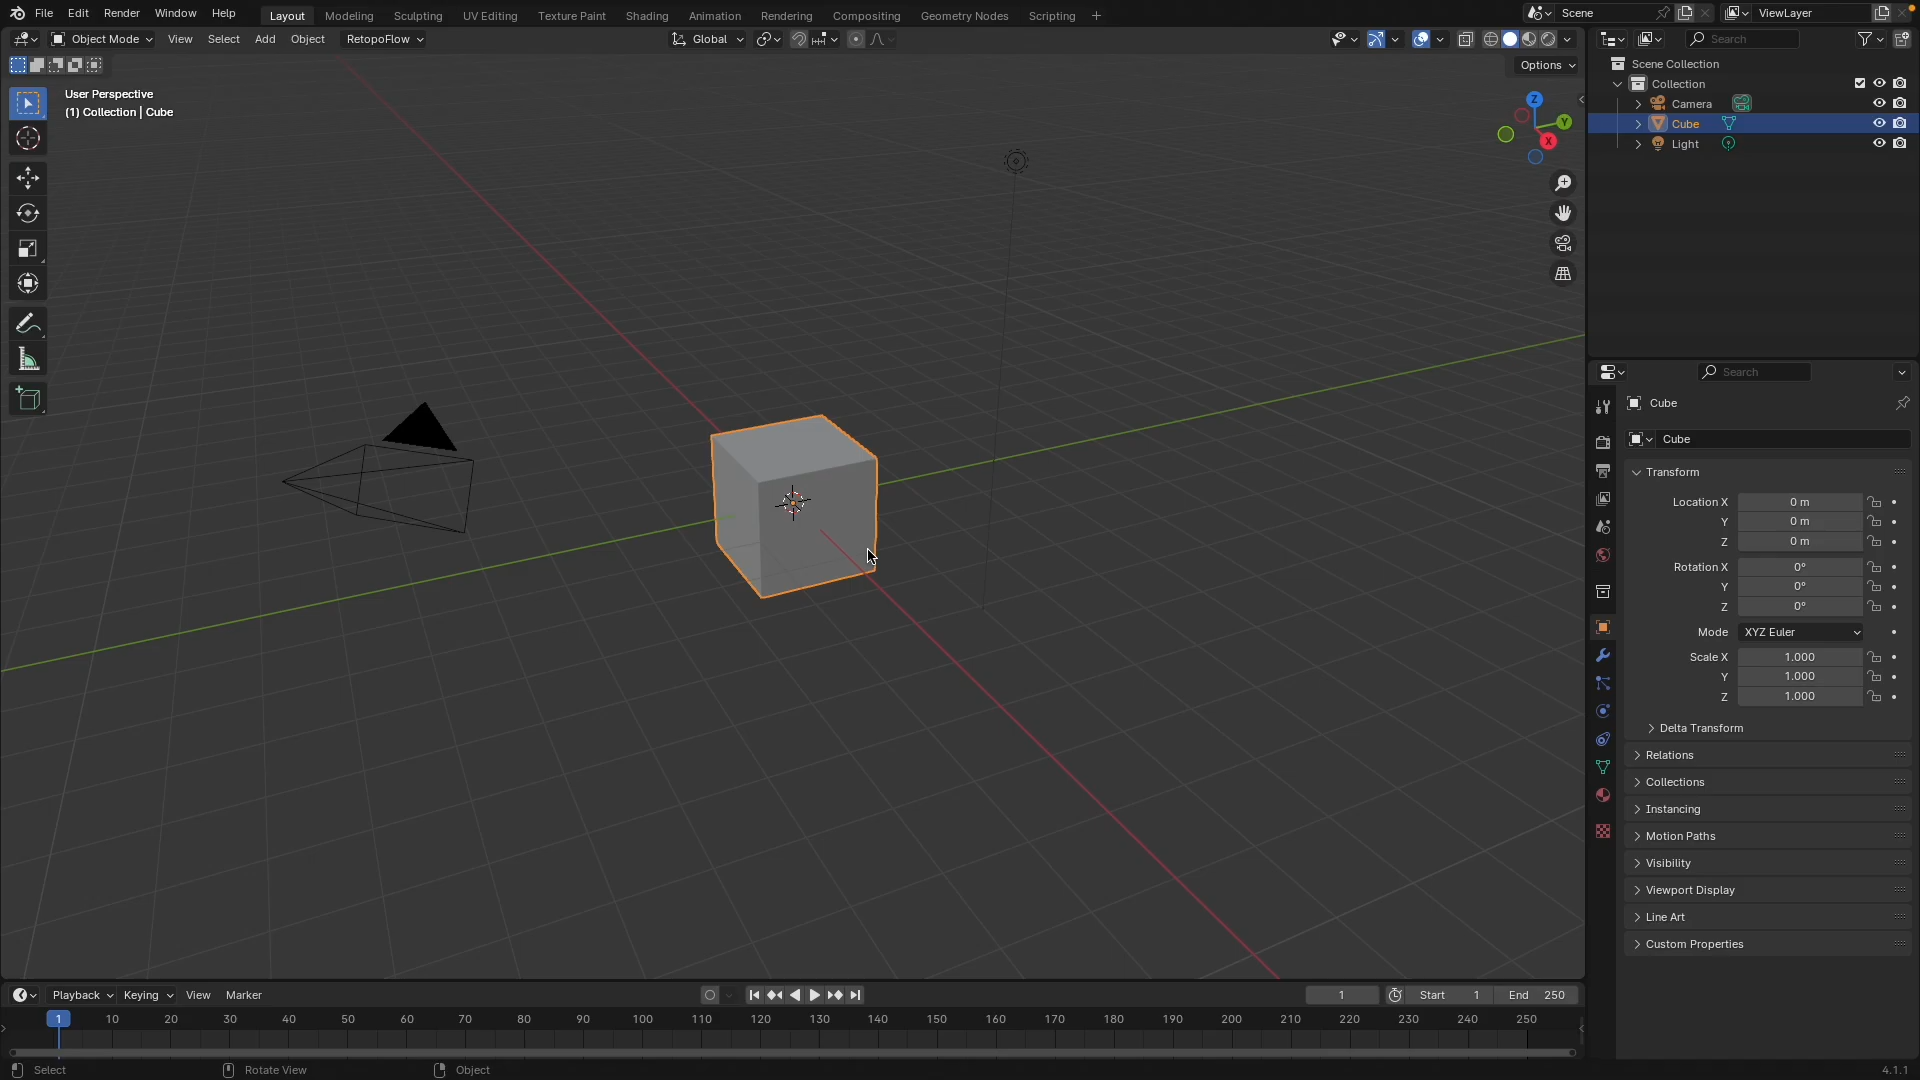 File Edit Render Window Help Layout Modeling Sculpting UV Editing Texture Paint Shading Animation Rendering Compositing Geometry Nodes Scripting + Scene ViewLayer
Object Mode View Select Add Object RetopoFlow Global Search
Options
User Perspective
(1) Collection | Cube
Z
Y
X
Scene Collection
Collection
Camera
Cube
Light
Search
Cube
Cube
Transform
Location X 0 m
Y 0 m
Z 0 m
Rotation X 0°
Y 0°
Z 0°
Mode XYZ Euler
Scale X 1.000
Y 1.000
Z 1.000
Delta Transform
Relations
Collections
Instancing
Motion Paths
Visibility
Viewport Display
Line Art
Custom Properties
Playback Keying View Marker 1 Start 1 End 250
1 10 20 30 40 50 60 70 80 90 100 110 120 130 140 150 160 170 180 190 200 210 220 230 240 250
Select Rotate View Object 4.1.1